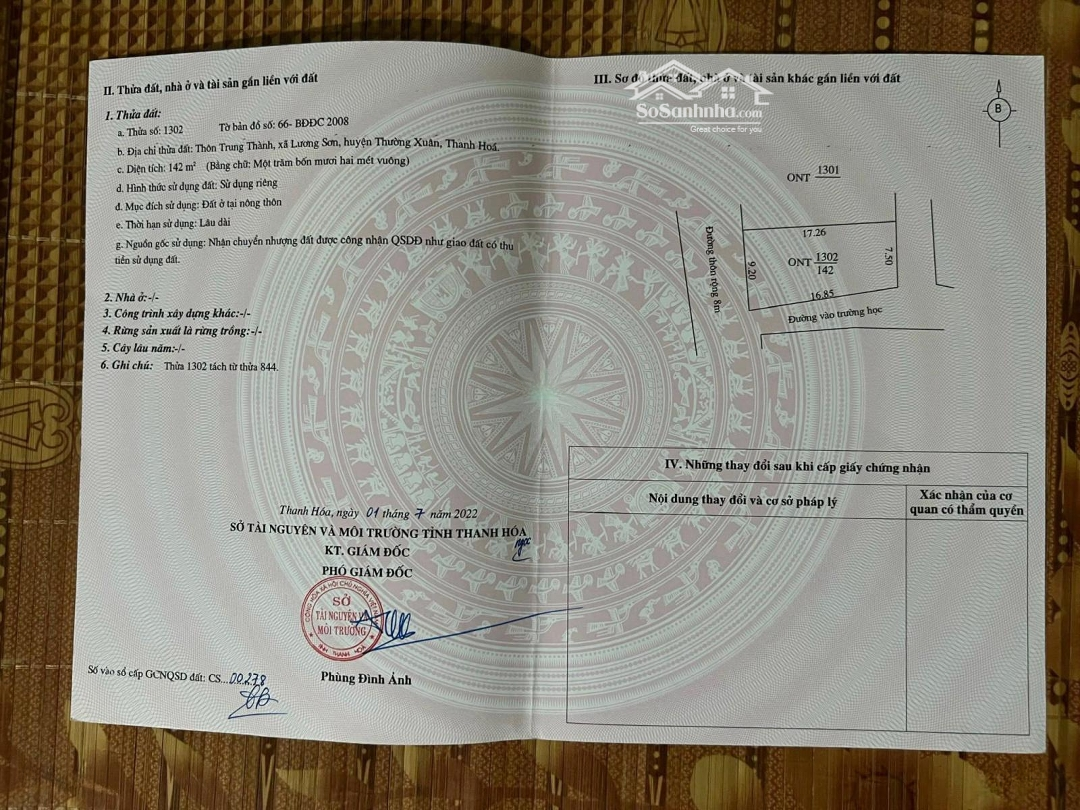 II. Thửa đất, nhà ở và tài sản gắn liền với đất
1. Thửa đất:
a. Thửa số: 1302 Tờ bản đồ số: 66- BĐĐC 2008
b. Địa chỉ thửa đất: Thôn Trung Thành, xã Lương Sơn, huyện Thường Xuân, Thanh Hoá.
c. Diện tích: 142 m² (Bằng chữ: Một trăm bốn mươi hai mét vuông)
d. Hình thức sử dụng đất: Sử dụng riêng
đ. Mục đích sử dụng: Đất ở tại nông thôn
e. Thời hạn sử dụng: Lâu dài
g. Nguồn gốc sử dụng: Nhận chuyển nhượng đất được công nhận QSDĐ như giao đất có thu
tiền sử dụng đất.
2. Nhà ở:-/-
3. Công trình xây dựng khác:-/-
4. Rừng sản xuất là rừng trồng:-/-
5. Cây lâu năm:-/-
6. Ghi chú: Thửa 1302 tách từ thửa 844.
Thanh Hóa, ngày 01 tháng 7 năm 2022
SỞ TÀI NGUYÊN VÀ MÔI TRƯỜNG TỈNH THANH HÓA
KT. GIÁM ĐỐC
PHÓ GIÁM ĐỐC
CỘNG HÒA XÃ HỘI CHỦ NGHĨA VIỆT NAM
SỞ
TÀI NGUYÊN VÀ
MÔI TRƯỜNG
TỈNH THANH HOÁ
Phùng Đình Ảnh
Số vào sổ cấp GCNQSD đất: CS...00278
III. Sơ đồ thửa đất, nhà ở và tài sản khác gắn liền với đất
SoSanhnha.com
Great choice for you
B
ONT 1301
17.26
Đường thôn rộng 8m
9.20
ONT 1302
142
7.50
16.85
Đường vào trường học
IV. Những thay đổi sau khi cấp giấy chứng nhận
Nội dung thay đổi và cơ sở pháp lý
Xác nhận của cơ
quan có thẩm quyền